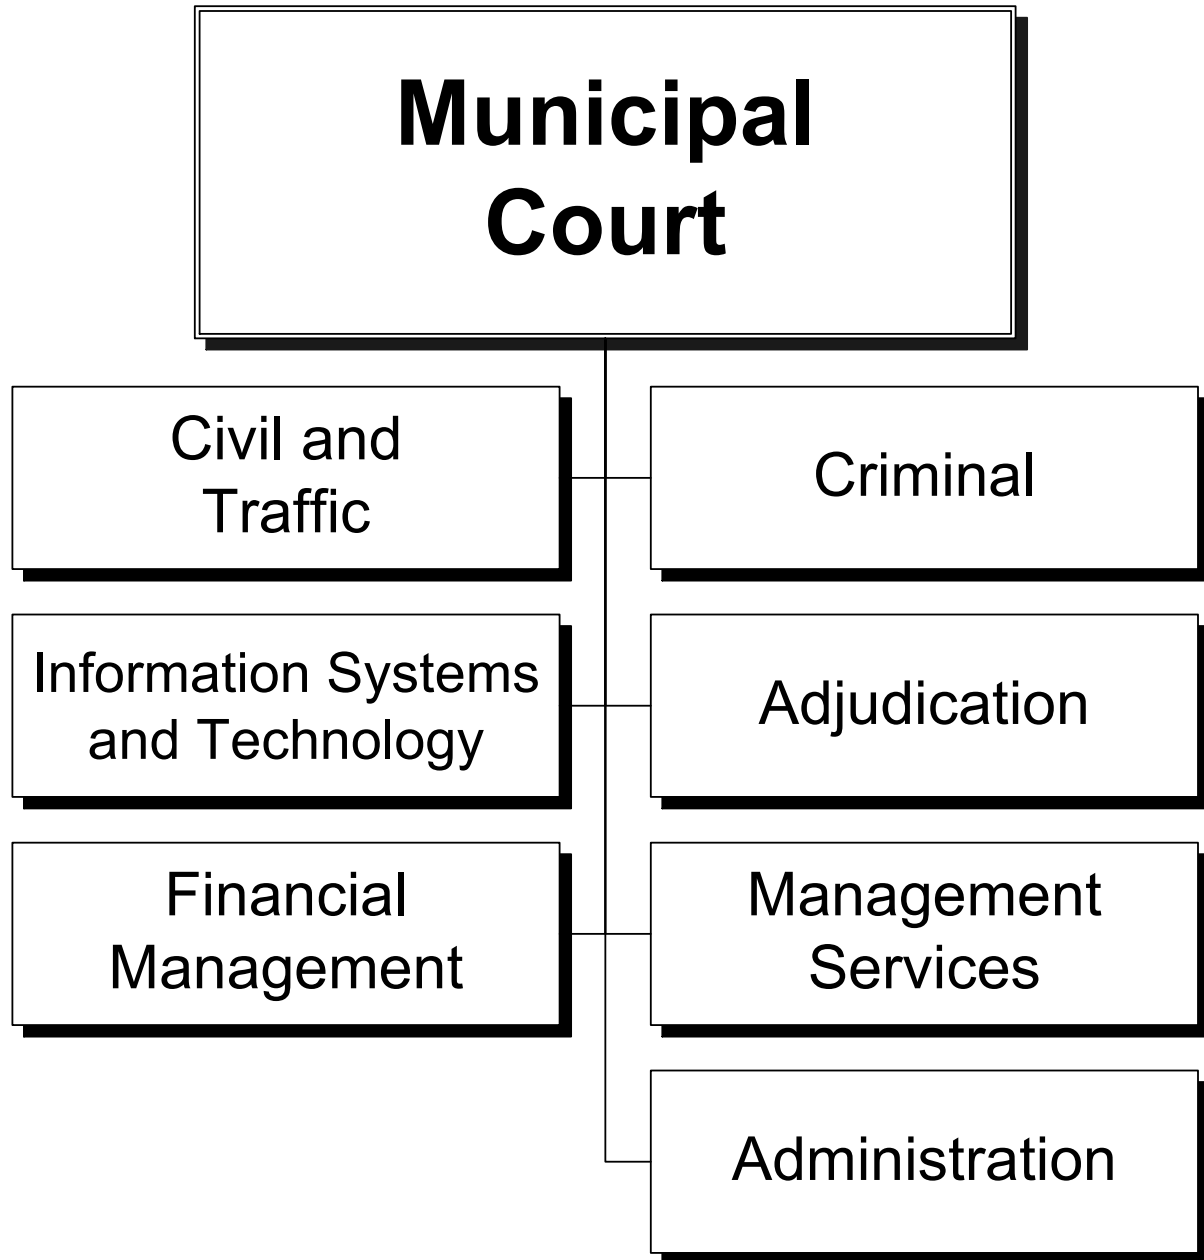 Municipal
Court
Civil and
Traffic
Criminal
Information Systems
and Technology
Adjudication
Financial
Management
Management
Services
Administration